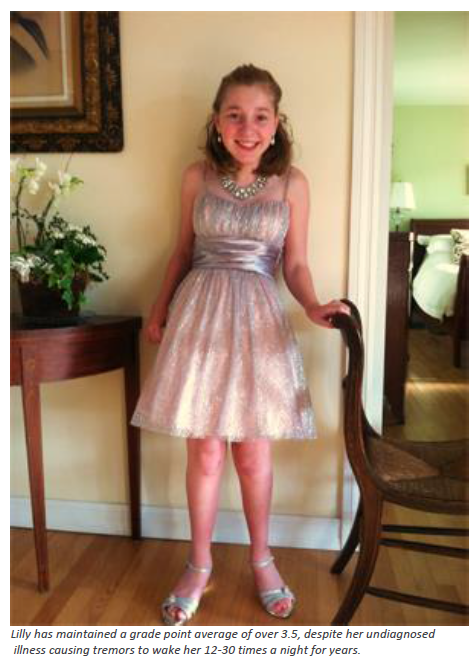 Lilly has maintained a grade point average of over 3.5, despite her undiagnosed
illness causing tremors to wake her 12-30 times a night for years.